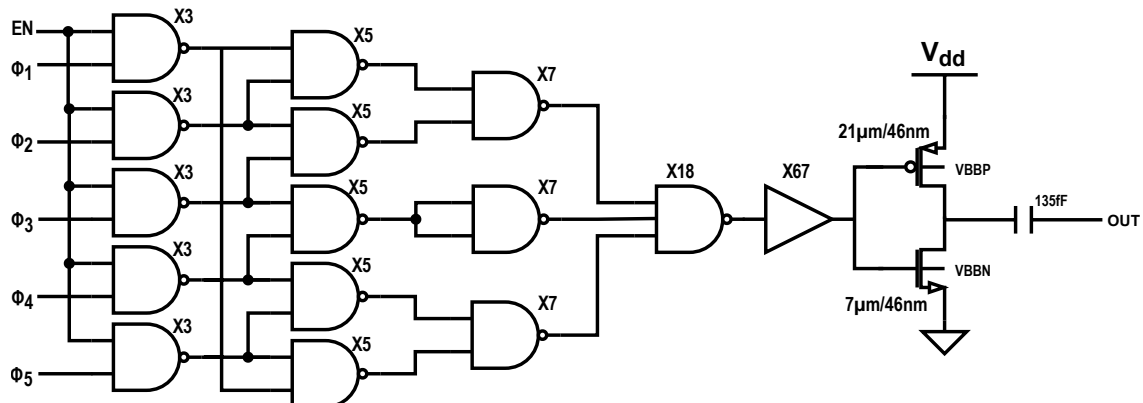 EN
Φ1
Φ2
Φ3
Φ4
Φ5
X3
X3
X3
X3
X3
X5
X5
X5
X5
X5
X7
X7
X7
X18
X67
Vdd
21μm/46nm
VBBP
135fF
OUT
VBBN
7μm/46nm